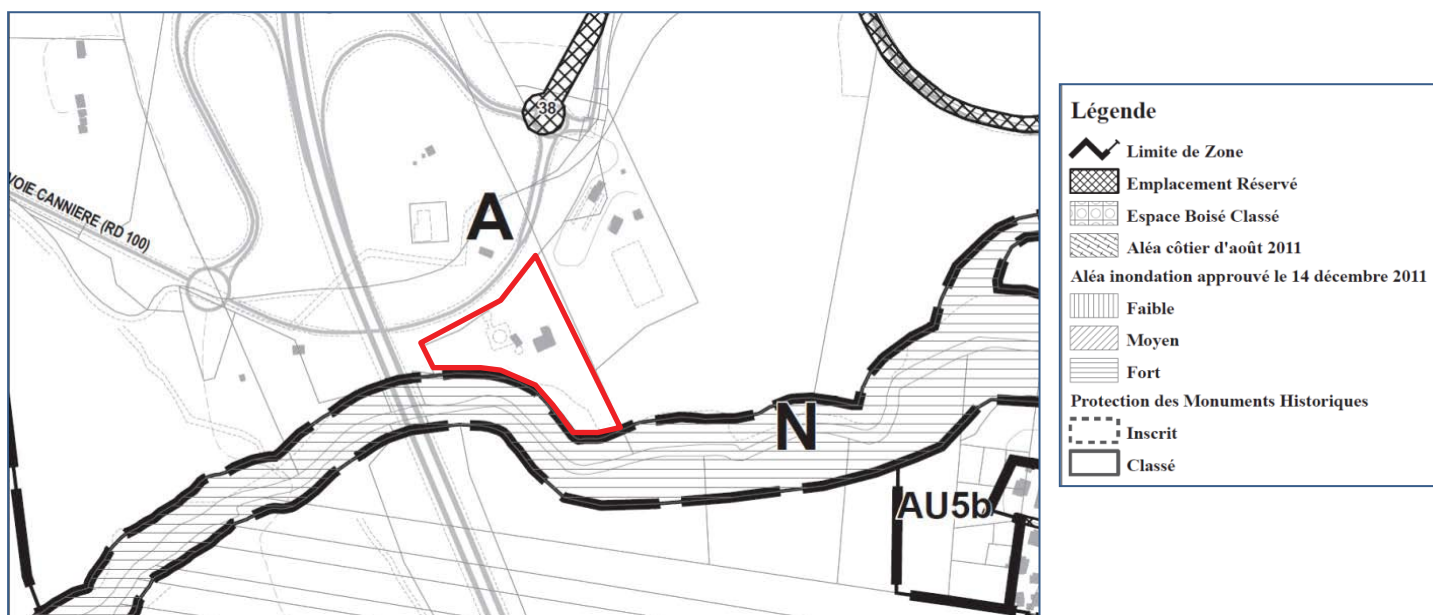 38
VOIE CANNIERE (RD 100)
A
N
AU5b
Légende
Limite de Zone
Emplacement Réservé
Espace Boisé Classé
Aléa côtier d'août 2011
Aléa inondation approuvé le 14 décembre 2011
Faible
Moyen
Fort
Protection des Monuments Historiques
Inscrit
Classé